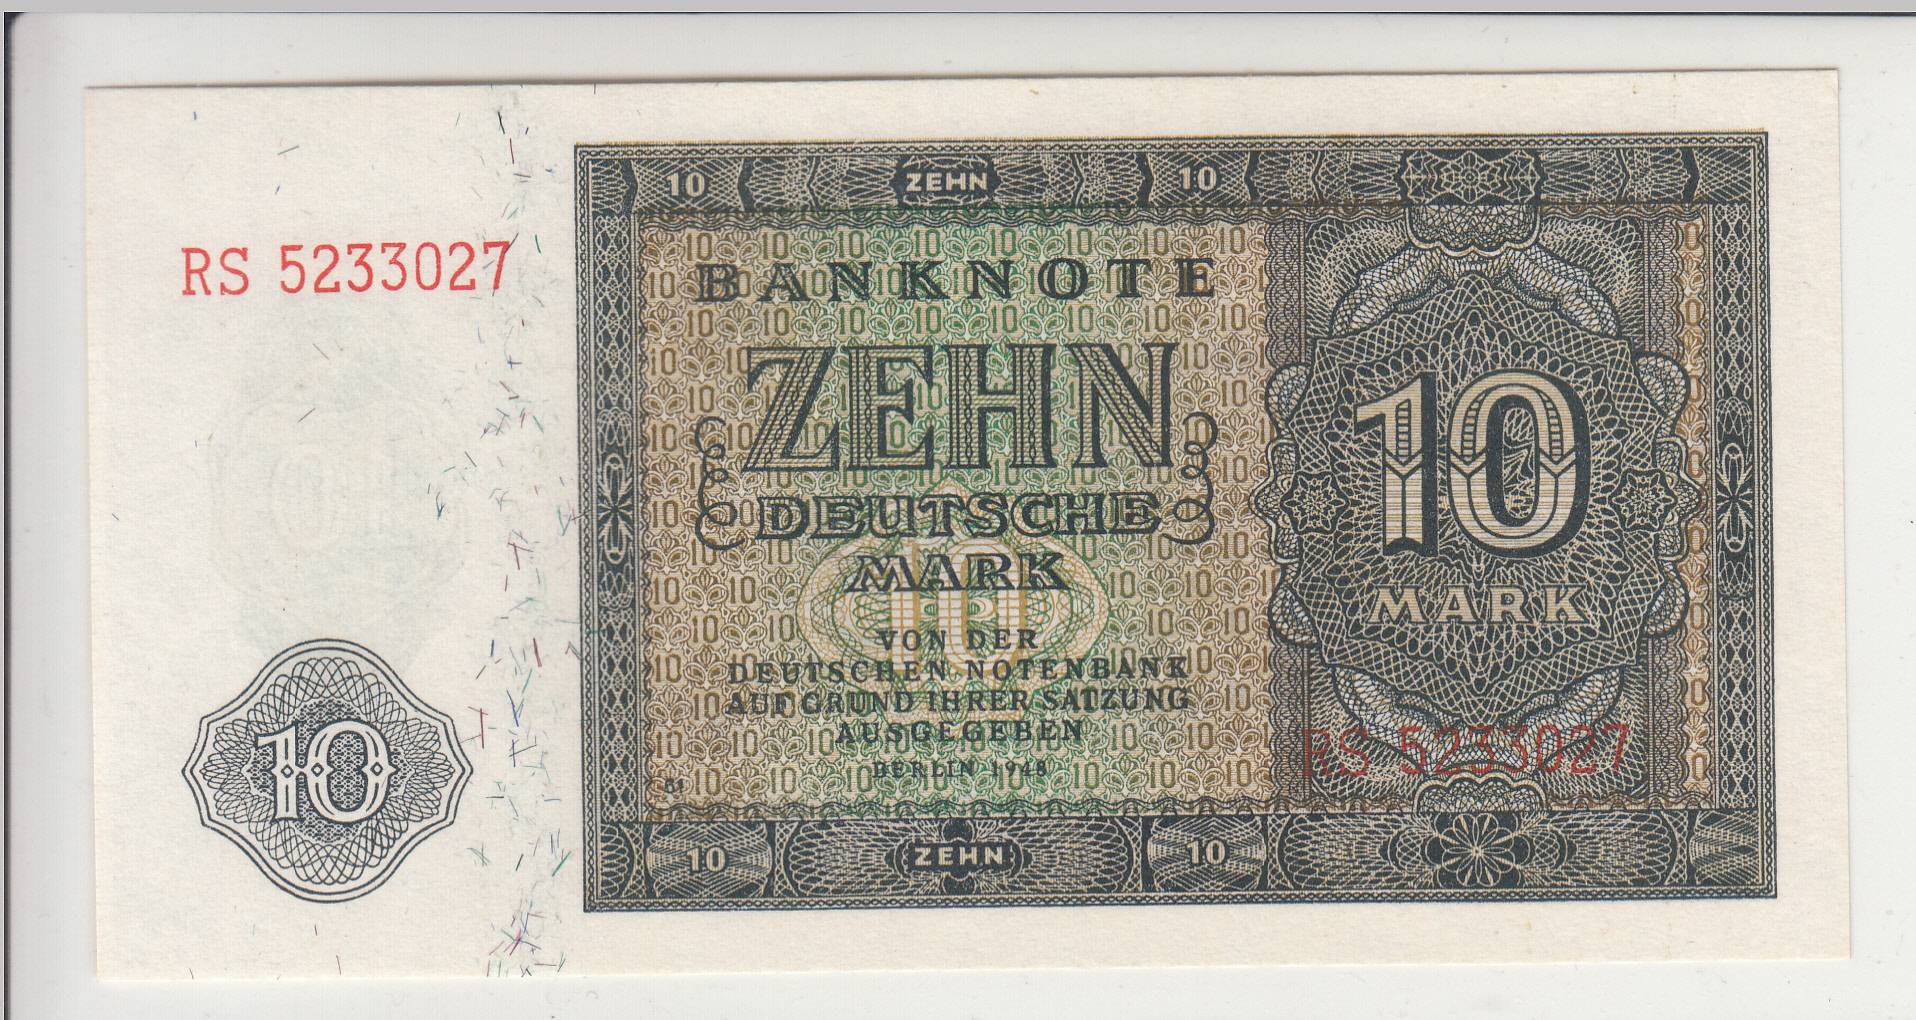 10 ZEHN 10
RS 5233027
BANKNOTE
ZEHN
DEUTSCHE
MARK
10
MARK
10
VON DER
DEUTSCHEN NOTENBANK
AUF GRUND IHRER SATZUNG
AUSGEGEBEN
BERLIN 1948
RS 5233027
10
10 ZEHN 10